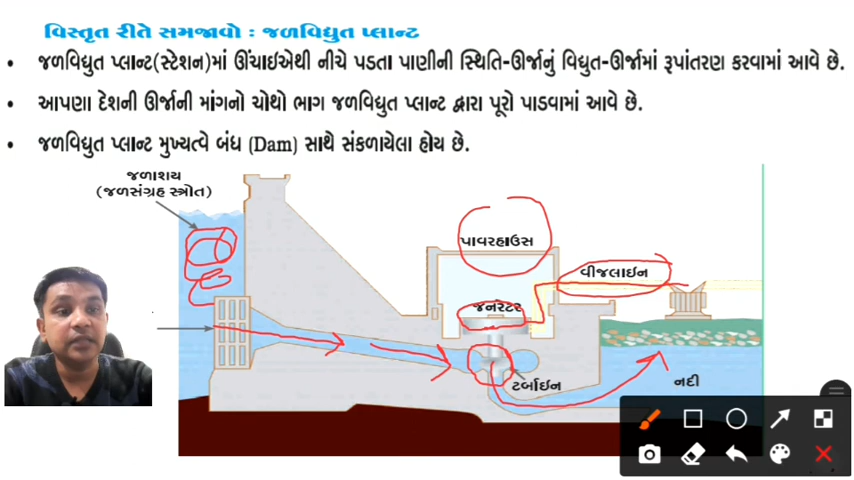 વિસ્તૃત રીતે સમજાવો : જળવિદ્યુત પ્લાન્ટ
• જળવિદ્યુત પ્લાન્ટ(સ્ટેશન)માં ઊંચાઇએથી નીચે પડતા પાણીની સ્થિતિ-ઊર્જાનું વિદ્યુત-ઊર્જામાં રૂપાંતરણ કરવામાં આવે છે.
• આપણા દેશની ઊર્જાની માંગનો ચોથો ભાગ જળવિદ્યુત પ્લાન્ટ દ્વારા પૂરો પાડવામાં આવે છે.
• જળવિદ્યુત પ્લાન્ટ મુખ્યત્વે બંધ (Dam) સાથે સંકળાયેલા હોય છે.
જળાશય
(જળસંગ્રહ સ્ત્રોત)
પાવરહાઉસ
વીજલાઇન
જનરેટર
ટર્બાઇન
નદી